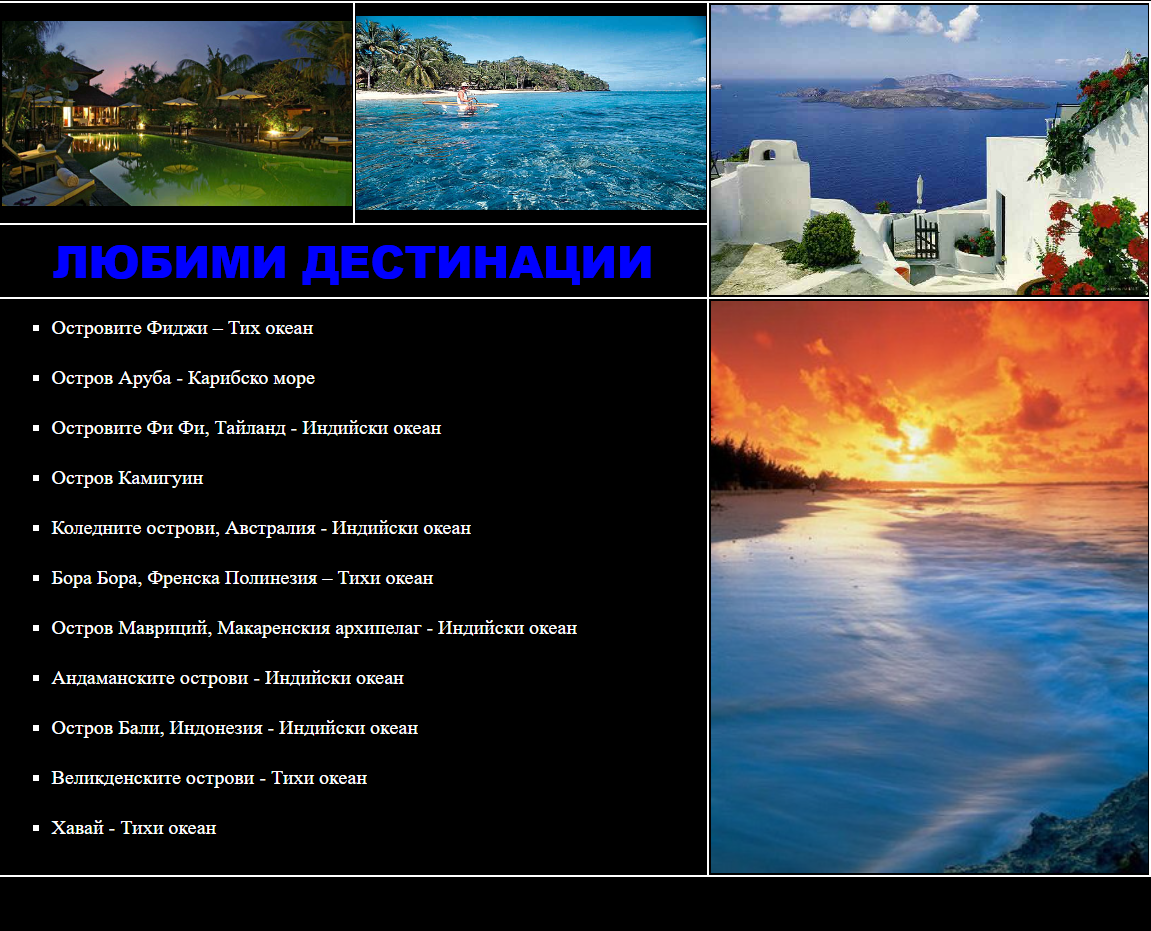 ЛЮБИМИ ДЕСТИНАЦИИ
Островите Фиджи – Тих океан
Остров Аруба - Карибско море
Островите Фи Фи, Тайланд - Индийски океан
Остров Камигуин
Коледните острови, Австралия - Индийски океан
Бора Бора, Френска Полинезия – Тихи океан
Остров Мавриций, Макаренския архипелаг - Индийски океан
Андаманските острови - Индийски океан
Остров Бали, Индонезия - Индийски океан
Великденските острови - Тихи океан
Хавай - Тихи океан